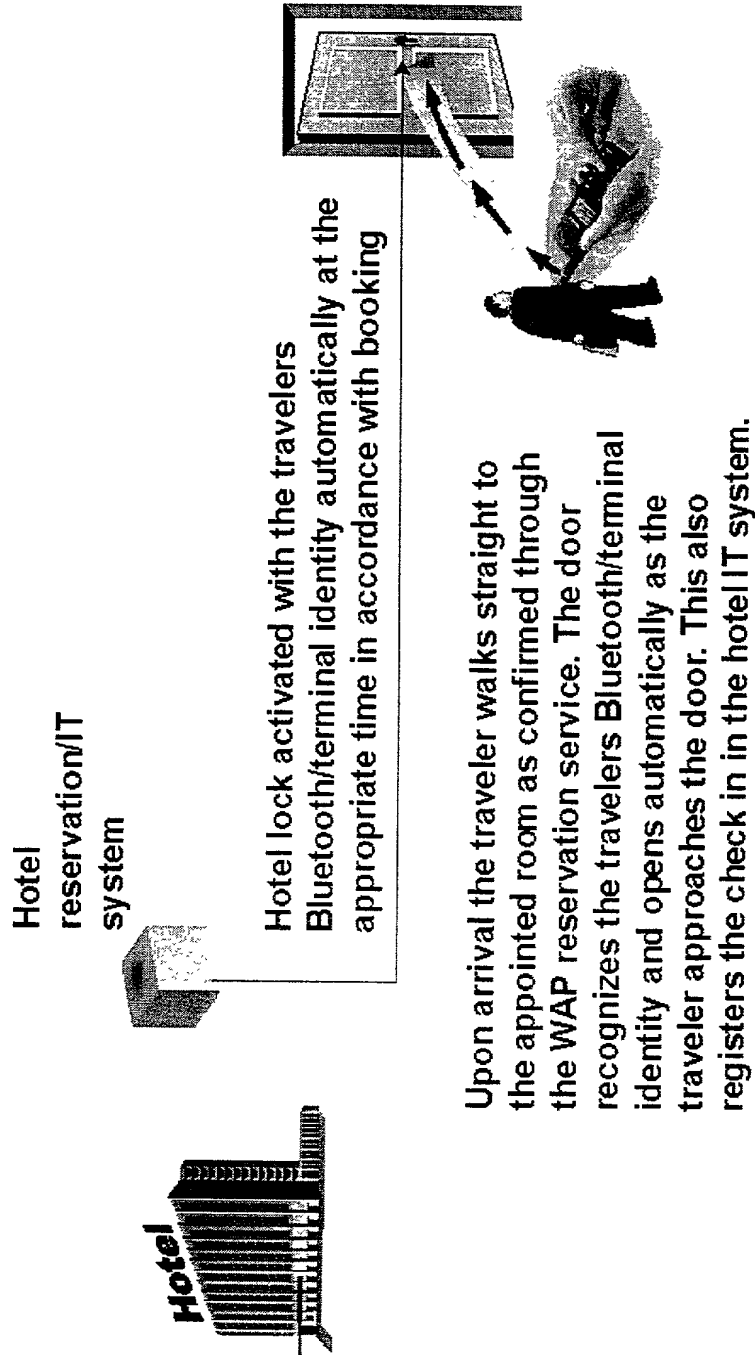 Hotel
reservation/IT
system
Hotel
Hotel lock activated with the travelers
Bluetooth/terminal identity automatically at the
appropriate time in accordance with booking
Upon arrival the traveler walks straight to
the appointed room as confirmed through
the WAP reservation service. The door
recognizes the travelers Bluetooth/terminal
identity and opens automatically as the
traveler approaches the door. This also
registers the check in in the hotel IT system.